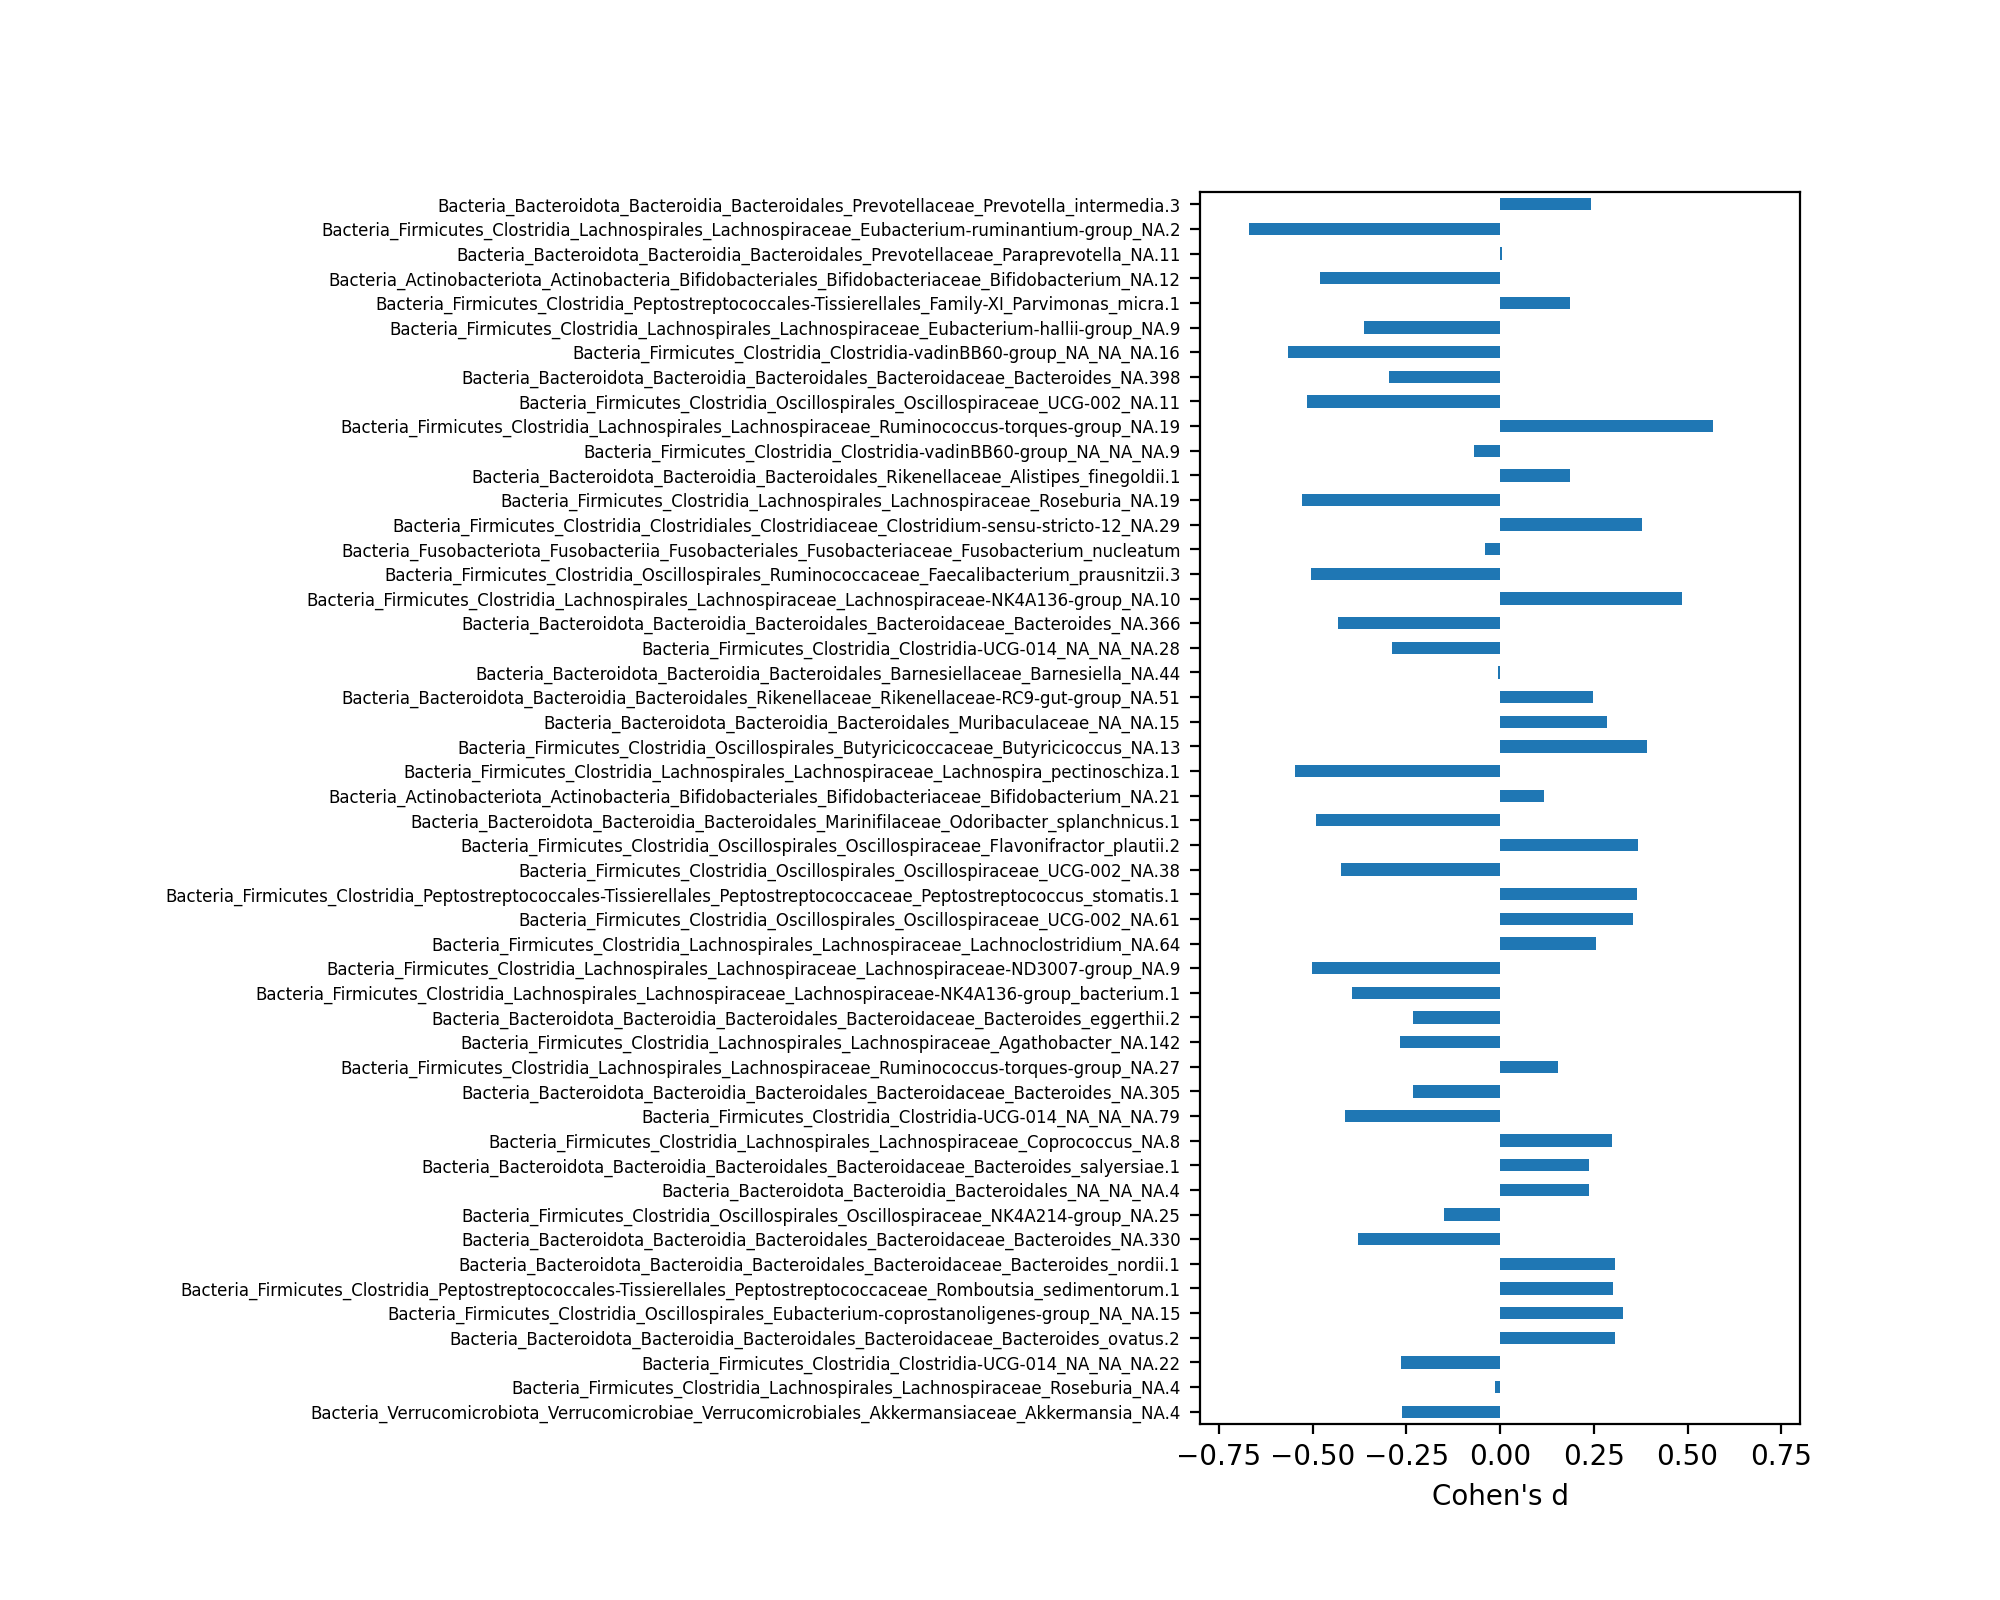 Bacteria_Bacteroidota_Bacteroidia_Bacteroidales_Prevotellaceae_Prevotella_intermedia.3
Bacteria_Firmicutes_Clostridia_Lachnospirales_Lachnospiraceae_Eubacterium-ruminantium-group_NA.2
Bacteria_Bacteroidota_Bacteroidia_Bacteroidales_Prevotellaceae_Paraprevotella_NA.11
Bacteria_Actinobacteriota_Actinobacteria_Bifidobacteriales_Bifidobacteriaceae_Bifidobacterium_NA.12
Bacteria_Firmicutes_Clostridia_Peptostreptococcales-Tissierellales_Family-XI_Parvimonas_micra.1
Bacteria_Firmicutes_Clostridia_Lachnospirales_Lachnospiraceae_Eubacterium-hallii-group_NA.9
Bacteria_Firmicutes_Clostridia_Clostridia-vadinBB60-group_NA_NA_NA.16
Bacteria_Bacteroidota_Bacteroidia_Bacteroidales_Bacteroidaceae_Bacteroides_NA.398
Bacteria_Firmicutes_Clostridia_Oscillospirales_Oscillospiraceae_UCG-002_NA.11
Bacteria_Firmicutes_Clostridia_Lachnospirales_Lachnospiraceae_Ruminococcus-torques-group_NA.19
Bacteria_Firmicutes_Clostridia_Clostridia-vadinBB60-group_NA_NA_NA.9
Bacteria_Bacteroidota_Bacteroidia_Bacteroidales_Rikenellaceae_Alistipes_finegoldii.1
Bacteria_Firmicutes_Clostridia_Lachnospirales_Lachnospiraceae_Roseburia_NA.19
Bacteria_Firmicutes_Clostridia_Clostridiales_Clostridiaceae_Clostridium-sensu-stricto-12_NA.29
Bacteria_Fusobacteriota_Fusobacteriia_Fusobacteriales_Fusobacteriaceae_Fusobacterium_nucleatum
Bacteria_Firmicutes_Clostridia_Oscillospirales_Ruminococcaceae_Faecalibacterium_prausnitzii.3
Bacteria_Firmicutes_Clostridia_Lachnospirales_Lachnospiraceae_Lachnospiraceae-NK4A136-group_NA.10
Bacteria_Bacteroidota_Bacteroidia_Bacteroidales_Bacteroidaceae_Bacteroides_NA.366
Bacteria_Firmicutes_Clostridia_Clostridia-UCG-014_NA_NA_NA.28
Bacteria_Bacteroidota_Bacteroidia_Bacteroidales_Barnesiellaceae_Barnesiella_NA.44
Bacteria_Bacteroidota_Bacteroidia_Bacteroidales_Rikenellaceae_Rikenellaceae-RC9-gut-group_NA.51
Bacteria_Bacteroidota_Bacteroidia_Bacteroidales_Muribaculaceae_NA_NA.15
Bacteria_Firmicutes_Clostridia_Oscillospirales_Butyricicoccaceae_Butyricicoccus_NA.13
Bacteria_Firmicutes_Clostridia_Lachnospirales_Lachnospiraceae_Lachnospira_pectinoschiza.1
Bacteria_Actinobacteriota_Actinobacteria_Bifidobacteriales_Bifidobacteriaceae_Bifidobacterium_NA.21
Bacteria_Bacteroidota_Bacteroidia_Bacteroidales_Marinifilaceae_Odoribacter_splanchnicus.1
Bacteria_Firmicutes_Clostridia_Oscillospirales_Oscillospiraceae_Flavonifractor_plautii.2
Bacteria_Firmicutes_Clostridia_Oscillospirales_Oscillospiraceae_UCG-002_NA.38
Bacteria_Firmicutes_Clostridia_Peptostreptococcales-Tissierellales_Peptostreptococcaceae_Peptostreptococcus_stomatis.1
Bacteria_Firmicutes_Clostridia_Oscillospirales_Oscillospiraceae_UCG-002_NA.61
Bacteria_Firmicutes_Clostridia_Lachnospirales_Lachnospiraceae_Lachnoclostridium_NA.64
Bacteria_Firmicutes_Clostridia_Lachnospirales_Lachnospiraceae_Lachnospiraceae-ND3007-group_NA.9
Bacteria_Firmicutes_Clostridia_Lachnospirales_Lachnospiraceae_Lachnospiraceae-NK4A136-group_bacterium.1
Bacteria_Bacteroidota_Bacteroidia_Bacteroidales_Bacteroidaceae_Bacteroides_eggerthii.2
Bacteria_Firmicutes_Clostridia_Lachnospirales_Lachnospiraceae_Agathobacter_NA.142
Bacteria_Firmicutes_Clostridia_Lachnospirales_Lachnospiraceae_Ruminococcus-torques-group_NA.27
Bacteria_Bacteroidota_Bacteroidia_Bacteroidales_Bacteroidaceae_Bacteroides_NA.305
Bacteria_Firmicutes_Clostridia_Clostridia-UCG-014_NA_NA_NA.79
Bacteria_Firmicutes_Clostridia_Lachnospirales_Lachnospiraceae_Coprococcus_NA.8
Bacteria_Bacteroidota_Bacteroidia_Bacteroidales_Bacteroidaceae_Bacteroides_salyersiae.1
Bacteria_Bacteroidota_Bacteroidia_Bacteroidales_NA_NA_NA.4
Bacteria_Firmicutes_Clostridia_Oscillospirales_Oscillospiraceae_NK4A214-group_NA.25
Bacteria_Bacteroidota_Bacteroidia_Bacteroidales_Bacteroidaceae_Bacteroides_NA.330
Bacteria_Bacteroidota_Bacteroidia_Bacteroidales_Bacteroidaceae_Bacteroides_nordii.1
Bacteria_Firmicutes_Clostridia_Peptostreptococcales-Tissierellales_Peptostreptococcaceae_Romboutsia_sedimentorum.1
Bacteria_Firmicutes_Clostridia_Oscillospirales_Eubacterium-coprostanoligenes-group_NA_NA.15
Bacteria_Bacteroidota_Bacteroidia_Bacteroidales_Bacteroidaceae_Bacteroides_ovatus.2
Bacteria_Firmicutes_Clostridia_Clostridia-UCG-014_NA_NA_NA.22
Bacteria_Firmicutes_Clostridia_Lachnospirales_Lachnospiraceae_Roseburia_NA.4
Bacteria_Verrucomicrobiota_Verrucomicrobiae_Verrucomicrobiales_Akkermansiaceae_Akkermansia_NA.4
−0.75 −0.50 −0.25 0.00 0.25 0.50 0.75
Cohen's d